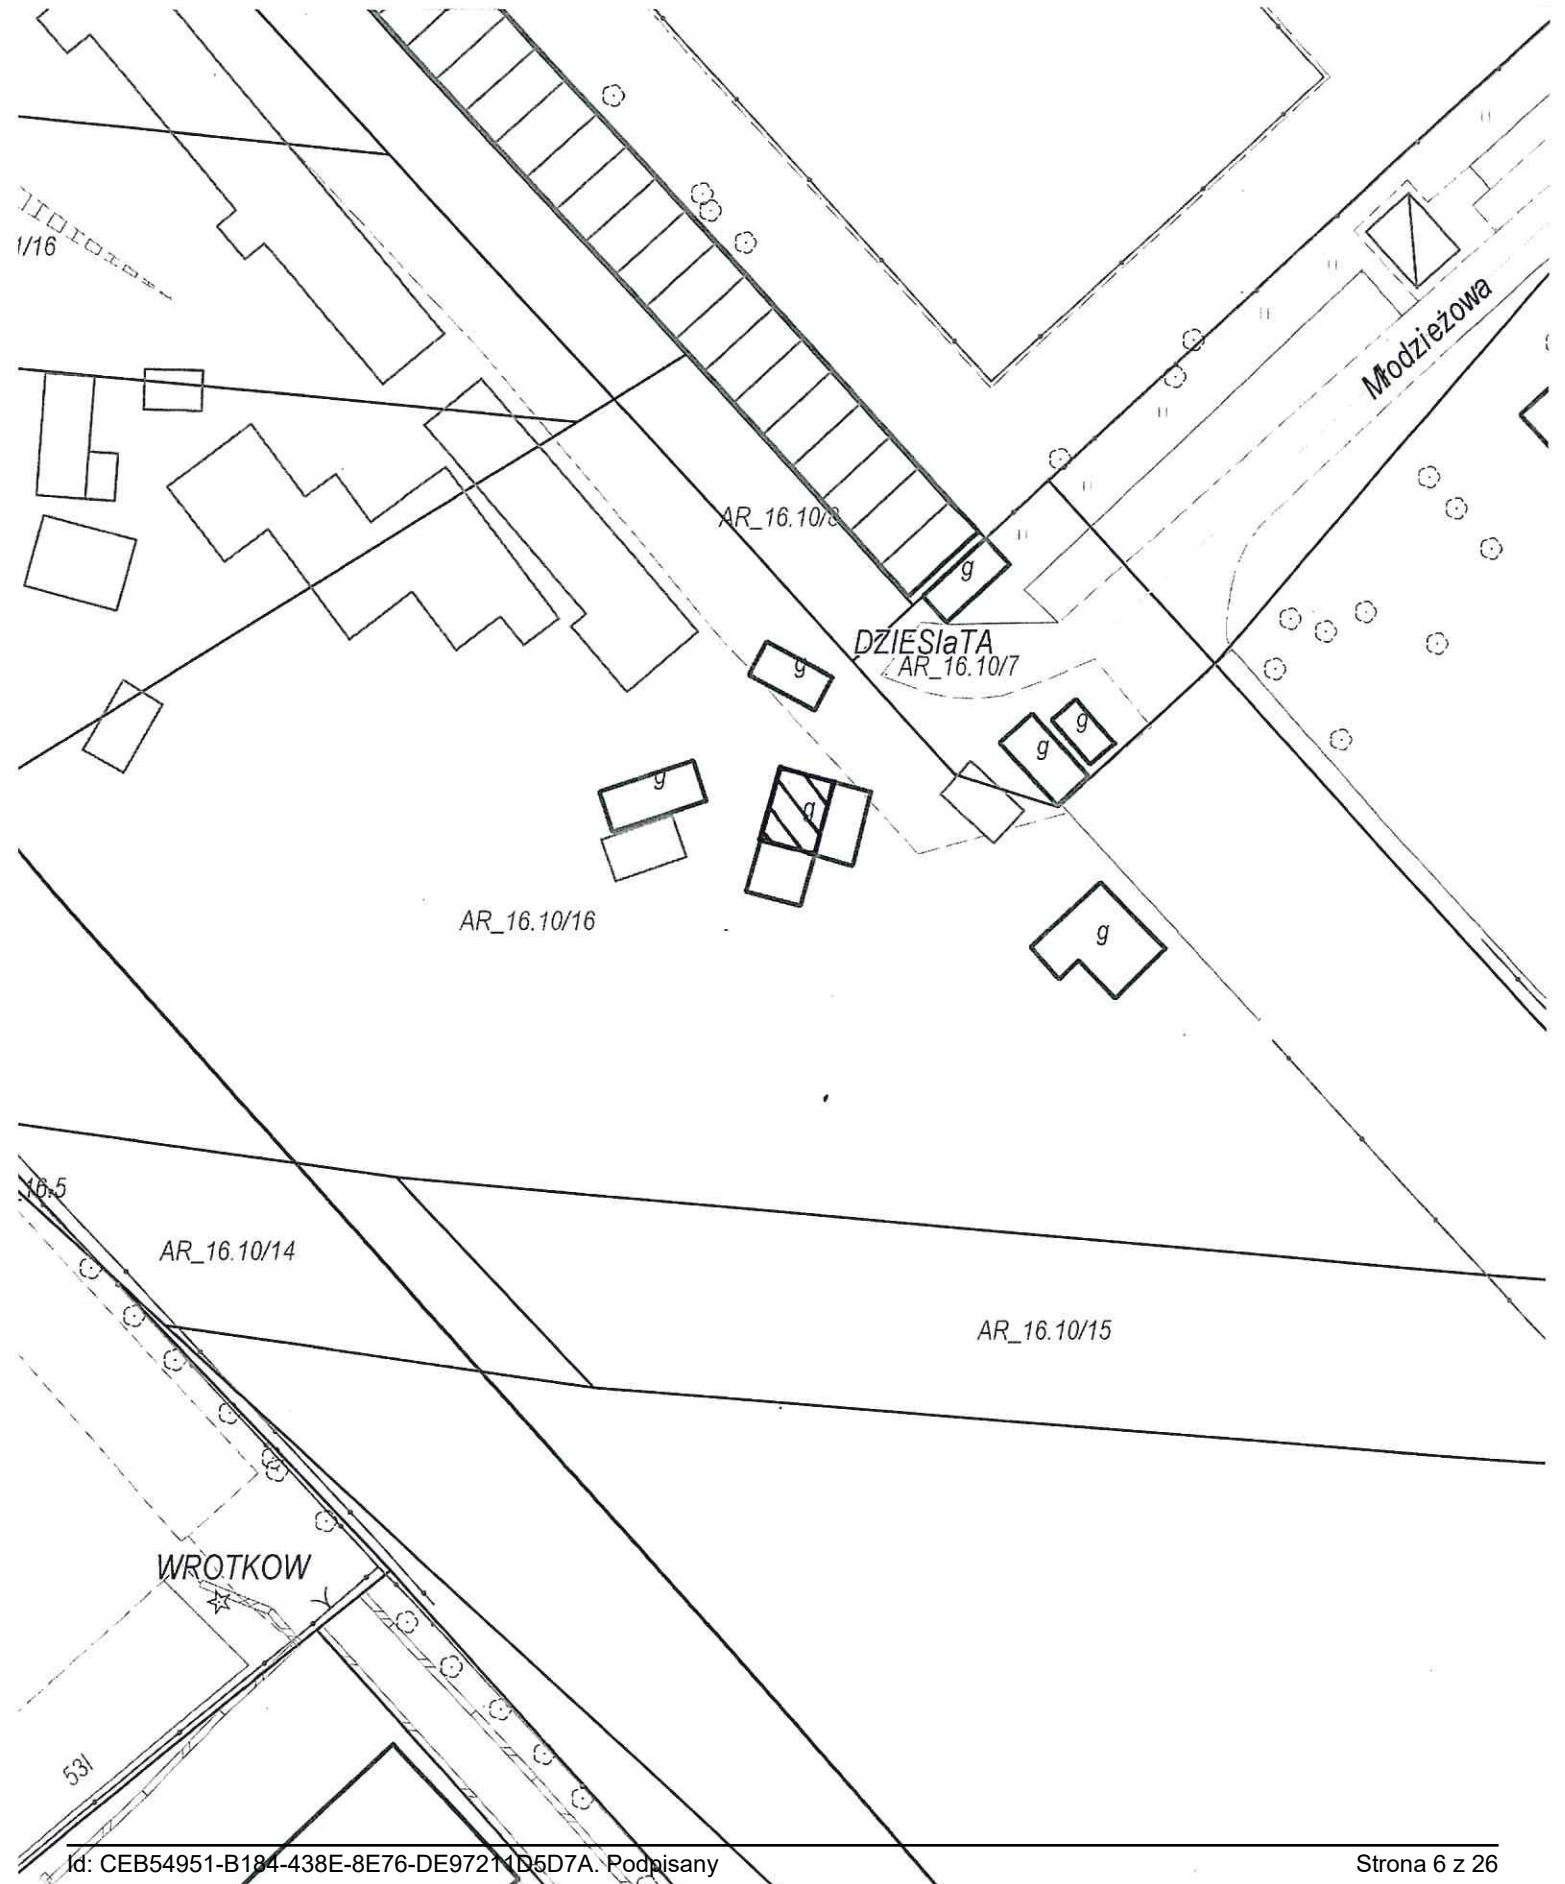 1/16
Młodzieżowa
AR_16.10/8
g
DZIESIaTA
AR_16.10/7
g
g
g
g
g
AR_16.10/16
g
16.5
AR_16.10/14
AR_16.10/15
WROTKOW
53I
Id: CEB54951-B184-438E-8E76-DE97211D5D7A. Podpisany
Strona 6 z 26